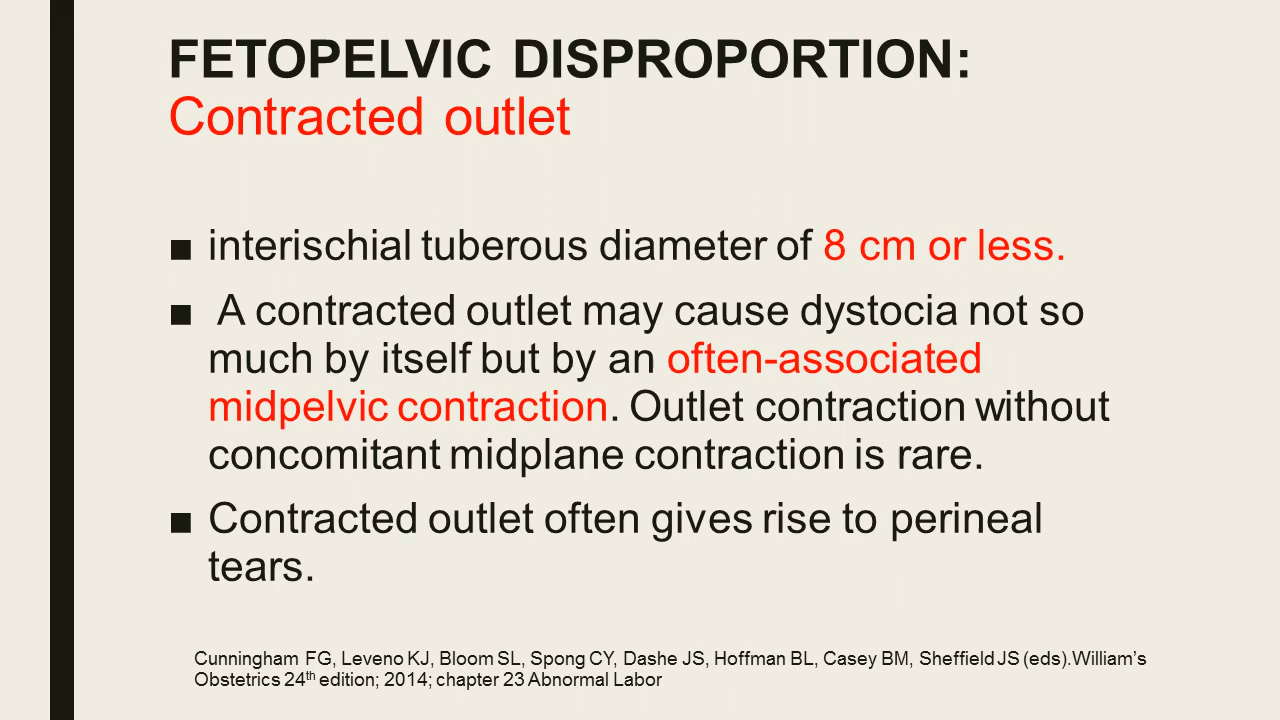 FETOPELVIC DISPROPORTION:
Contracted outlet
■ interischial tuberous diameter of 8 cm or less.
■ A contracted outlet may cause dystocia not so
much by itself but by an often-associated
midpelvic contraction. Outlet contraction without
concomitant midplane contraction is rare.
■ Contracted outlet often gives rise to perineal
tears.
Cunningham FG, Leveno KJ, Bloom SL, Spong CY, Dashe JS, Hoffman BL, Casey BM, Sheffield JS (eds).William’s
Obstetrics 24th edition; 2014; chapter 23 Abnormal Labor